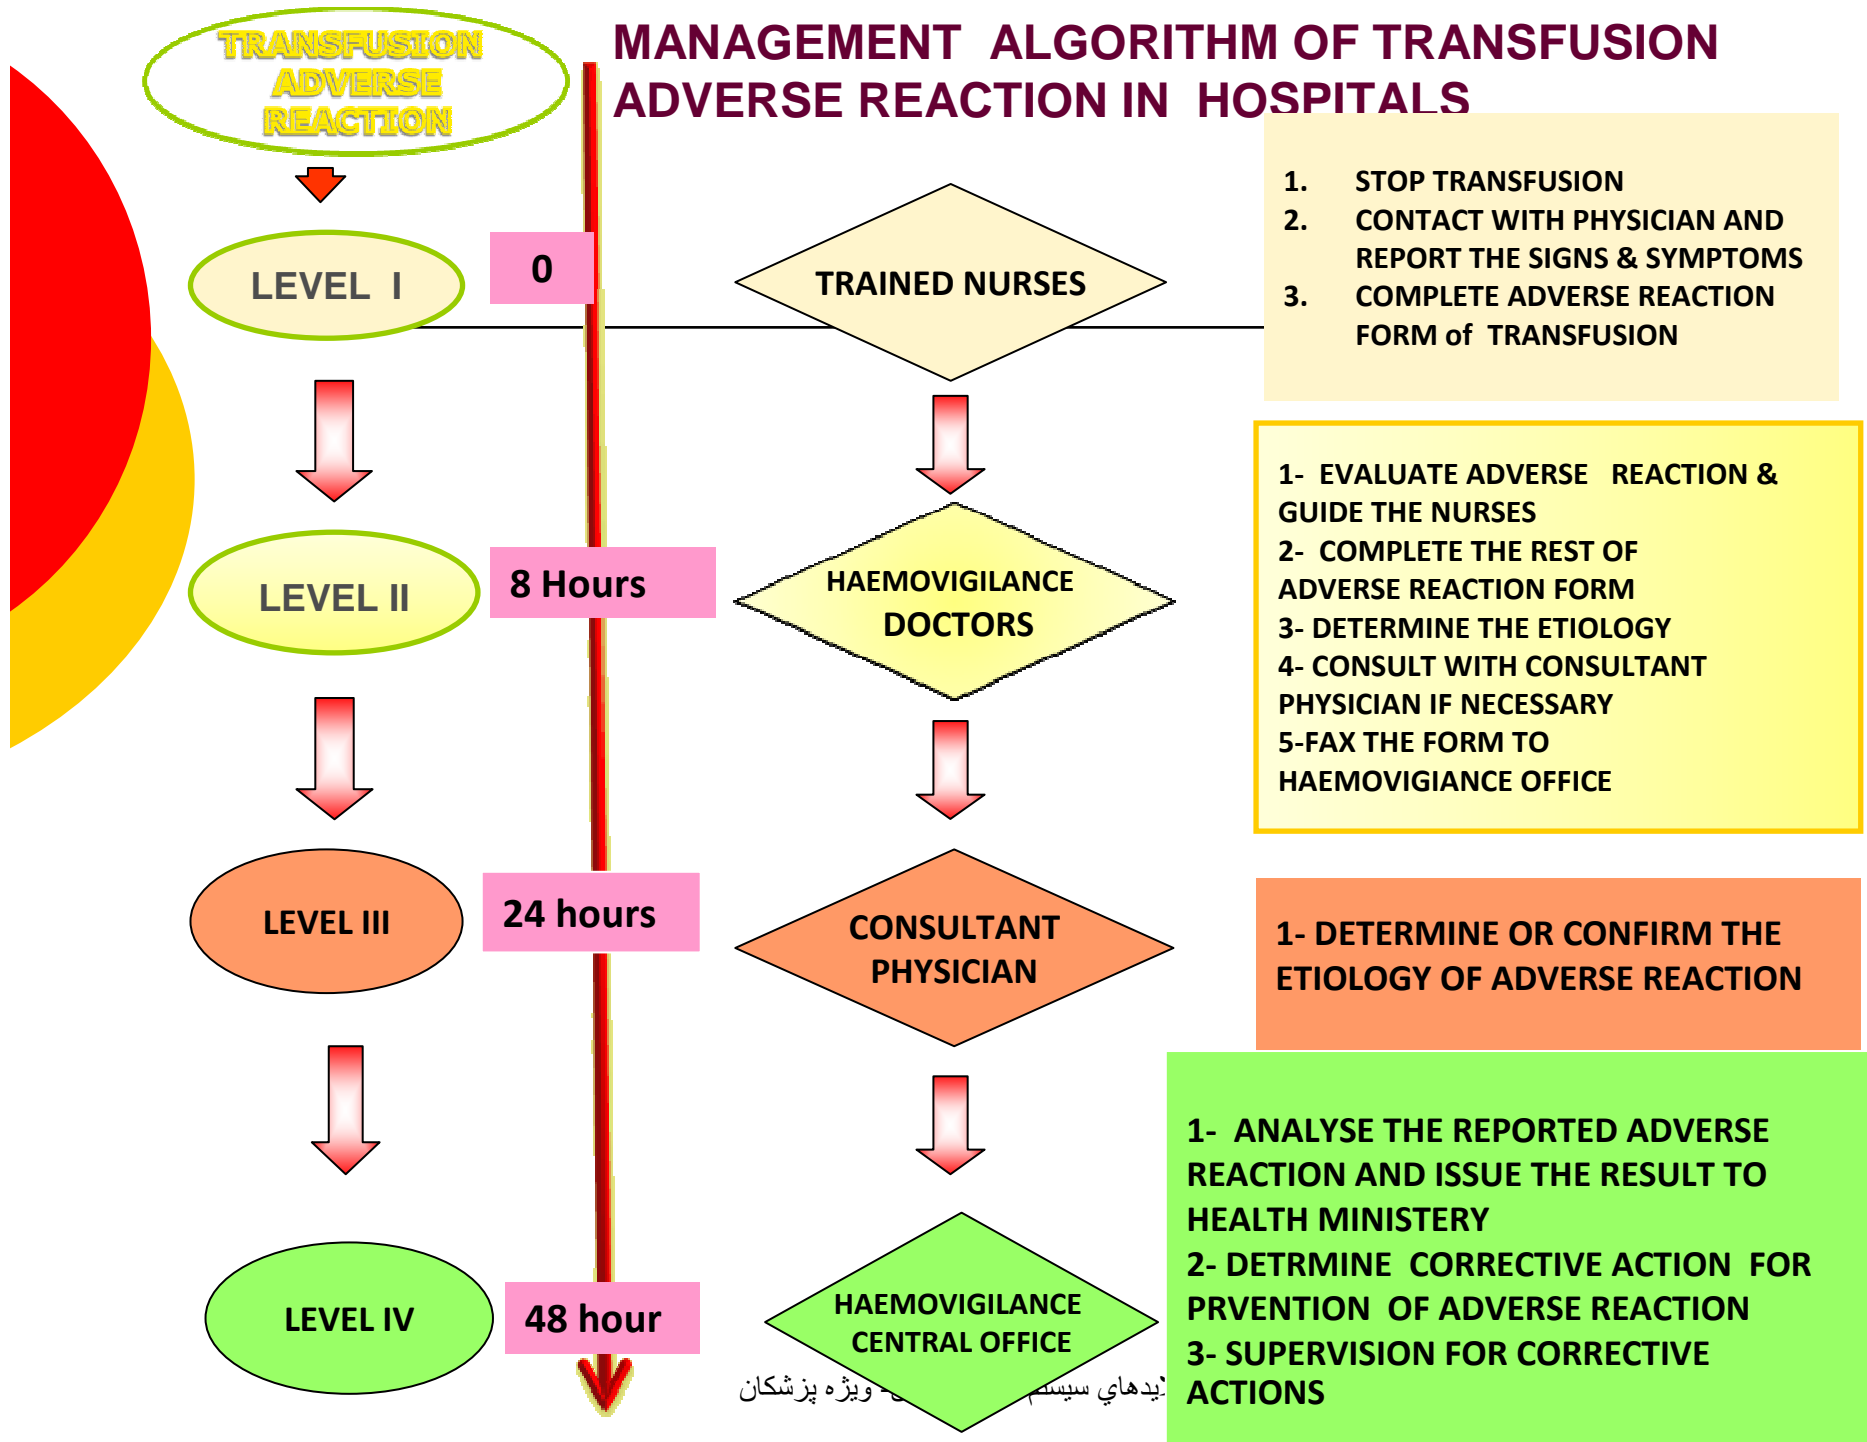 TRANSFUSION
ADVERSE
REACTION
MANAGEMENT ALGORITHM OF TRANSFUSION
ADVERSE REACTION IN HOSPITALS
LEVEL I
0
TRAINED NURSES
1. STOP TRANSFUSION
2. CONTACT WITH PHYSICIAN AND
REPORT THE SIGNS & SYMPTOMS
3. COMPLETE ADVERSE REACTION
FORM of TRANSFUSION
LEVEL II
8 Hours
HAEMOVIGILANCE
DOCTORS
1- EVALUATE ADVERSE REACTION &
GUIDE THE NURSES
2- COMPLETE THE REST OF
ADVERSE REACTION FORM
3- DETERMINE THE ETIOLOGY
4- CONSULT WITH CONSULTANT
PHYSICIAN IF NECESSARY
5-FAX THE FORM TO
HAEMOVIGIANCE OFFICE
LEVEL III
24 hours
CONSULTANT
PHYSICIAN
1- DETERMINE OR CONFIRM THE
ETIOLOGY OF ADVERSE REACTION
LEVEL IV
48 hour
HAEMOVIGILANCE
CENTRAL OFFICE
1- ANALYSE THE REPORTED ADVERSE
REACTION AND ISSUE THE RESULT TO
HEALTH MINISTERY
2- DETRMINE CORRECTIVE ACTION FOR
PRVENTION OF ADVERSE REACTION
3- SUPERVISION FOR CORRECTIVE
ACTIONS
ويژه پزشكان